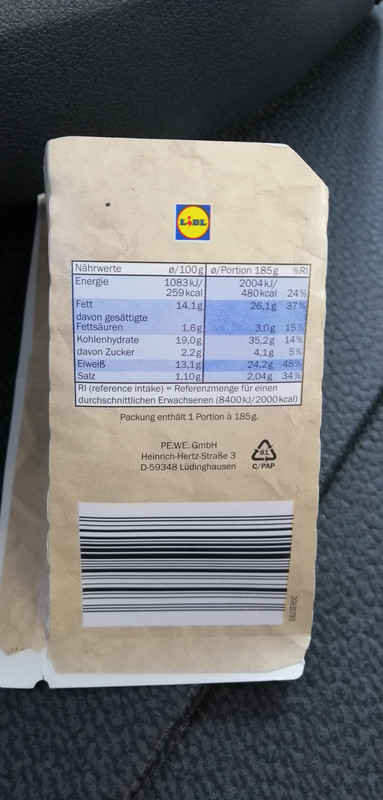 LIDL
Nährwerte ø/100g ø/Portion 185g %RI
Energie 1083kJ/ 2004kJ/
259kcal 480kcal 24%
Fett 14,1g 26,1g 37%
davon gesättigte
Fettsäuren 1,6g 3,0g 15%
Kohlenhydrate 19,0g 35,2g 14%
davon Zucker 2,2g 4,1g 5%
Eiweiß 13,1g 24,2g 48%
Salz 1,10g 2,04g 34%
RI (reference intake) = Referenzmenge für einen
durchschnittlichen Erwachsenen (8400kJ/2000kcal)
Packung enthält 1 Portion à 185g.
PE.WE. GmbH
Heinrich-Hertz-Straße 3
D-59348 Lüdinghausen
81
C/PAP